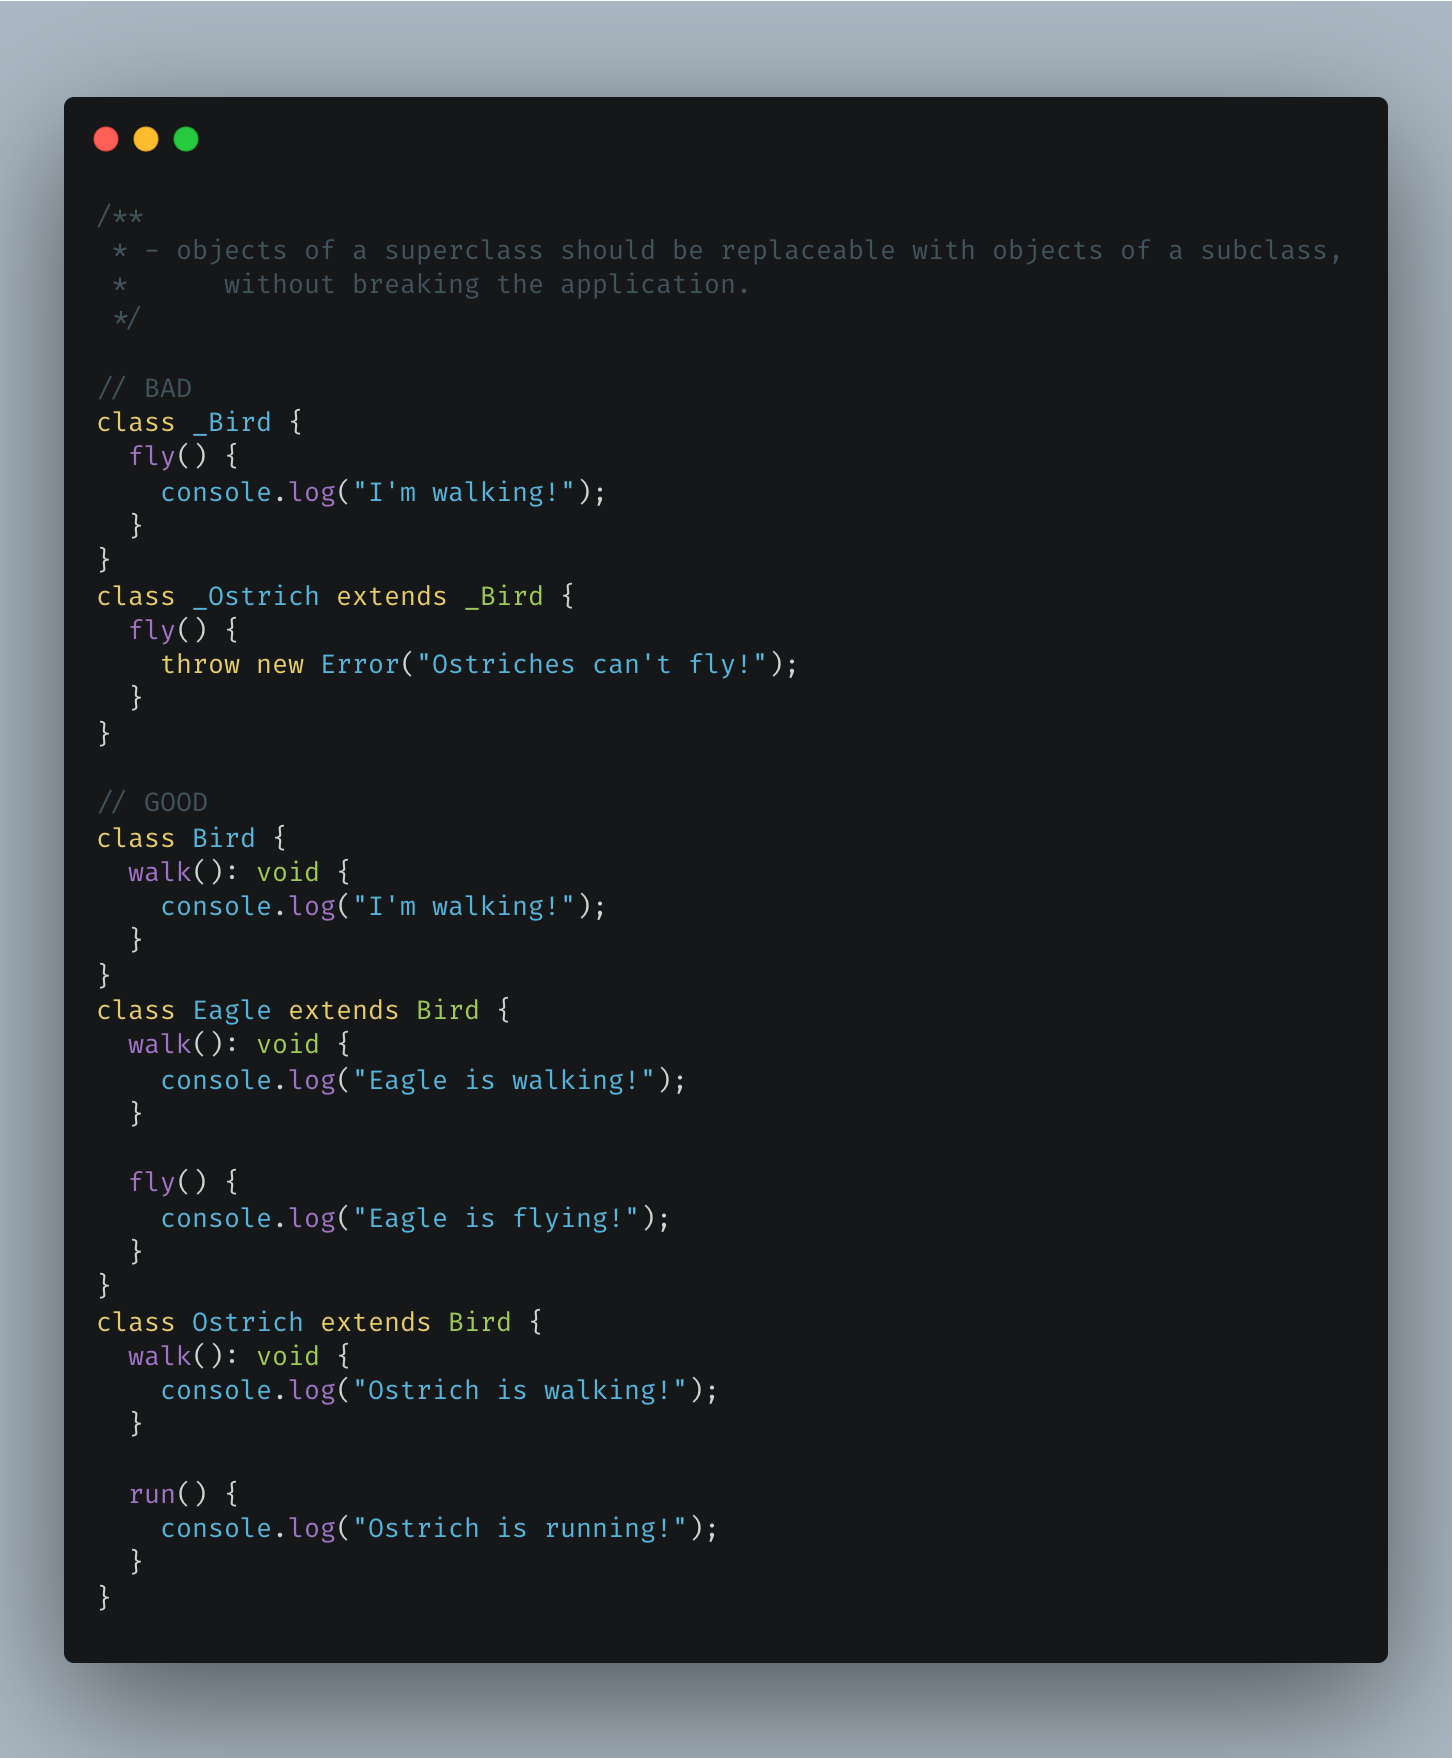 /**
 * - objects of a superclass should be replaceable with objects of a subclass,
 *      without breaking the application.
 */

// BAD
class _Bird {
  fly() {
    console.log("I'm walking!");
  }
}
class _Ostrich extends _Bird {
  fly() {
    throw new Error("Ostriches can't fly!");
  }
}

// GOOD
class Bird {
  walk(): void {
    console.log("I'm walking!");
  }
}
class Eagle extends Bird {
  walk(): void {
    console.log("Eagle is walking!");
  }

  fly() {
    console.log("Eagle is flying!");
  }
}
class Ostrich extends Bird {
  walk(): void {
    console.log("Ostrich is walking!");
  }

  run() {
    console.log("Ostrich is running!");
  }
}